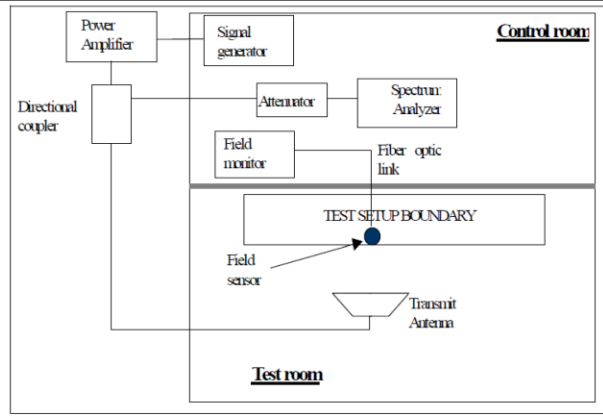 Power
Amplifier
Signal
generator
Control room
Directional
coupler
Attenuator
Spectrum:
Analyzer
Field
monitor
Fiber optic
link
TEST SETUP BOUNDARY
Field
sensor
Transmit
Antenna
Test room